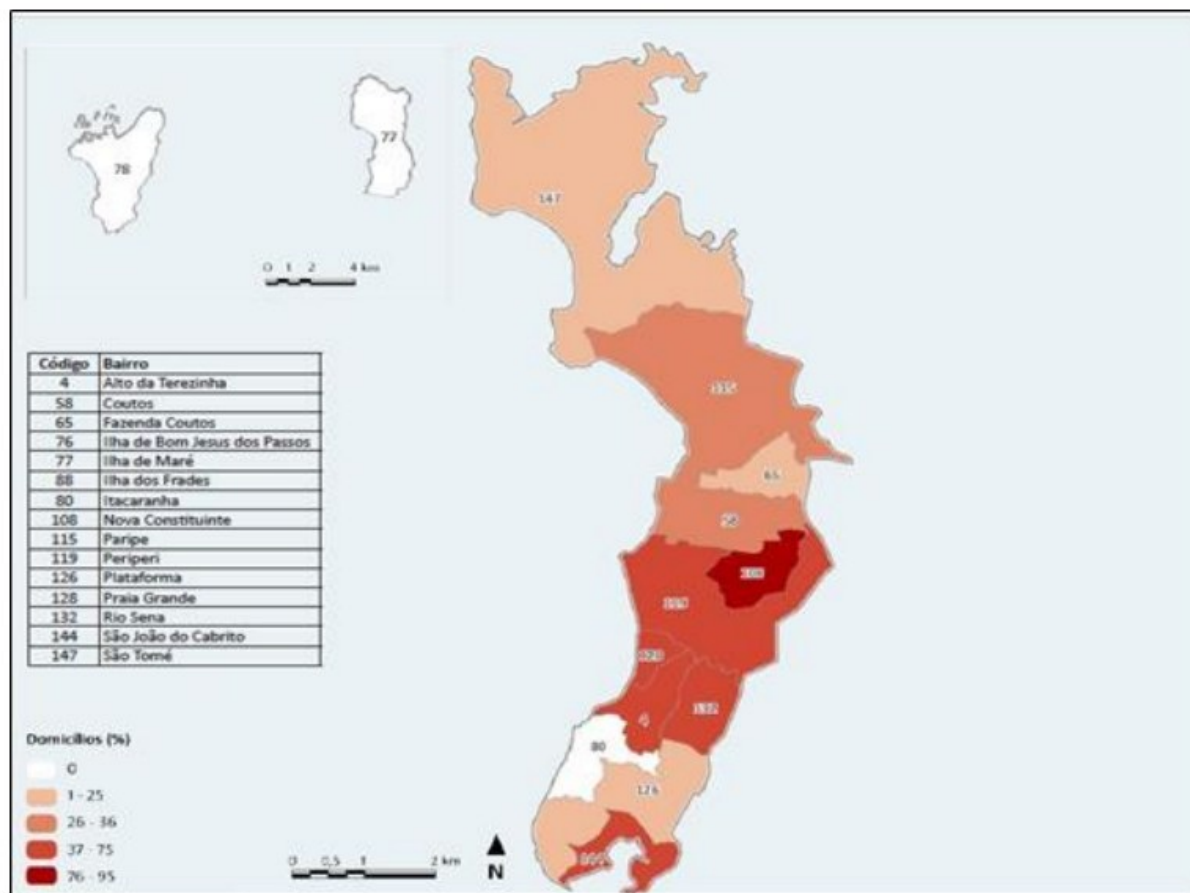 78
77
0 1 2 4 km
147
115
65
58
108
119
128
132
4
80
126
144
Código Bairro
4 Alto da Terezinha
58 Coutos
65 Fazenda Coutos
76 Ilha de Bom Jesus dos Passos
77 Ilha de Maré
88 Ilha dos Frades
80 Itacaranha
108 Nova Constituinte
115 Paripe
119 Periperi
126 Plataforma
128 Praia Grande
132 Rio Sena
144 São João do Cabrito
147 São Tomé
Domicílios (%)
0
1 - 25
26 - 36
37 - 75
76 - 95
0 0,5 1 2 km
N